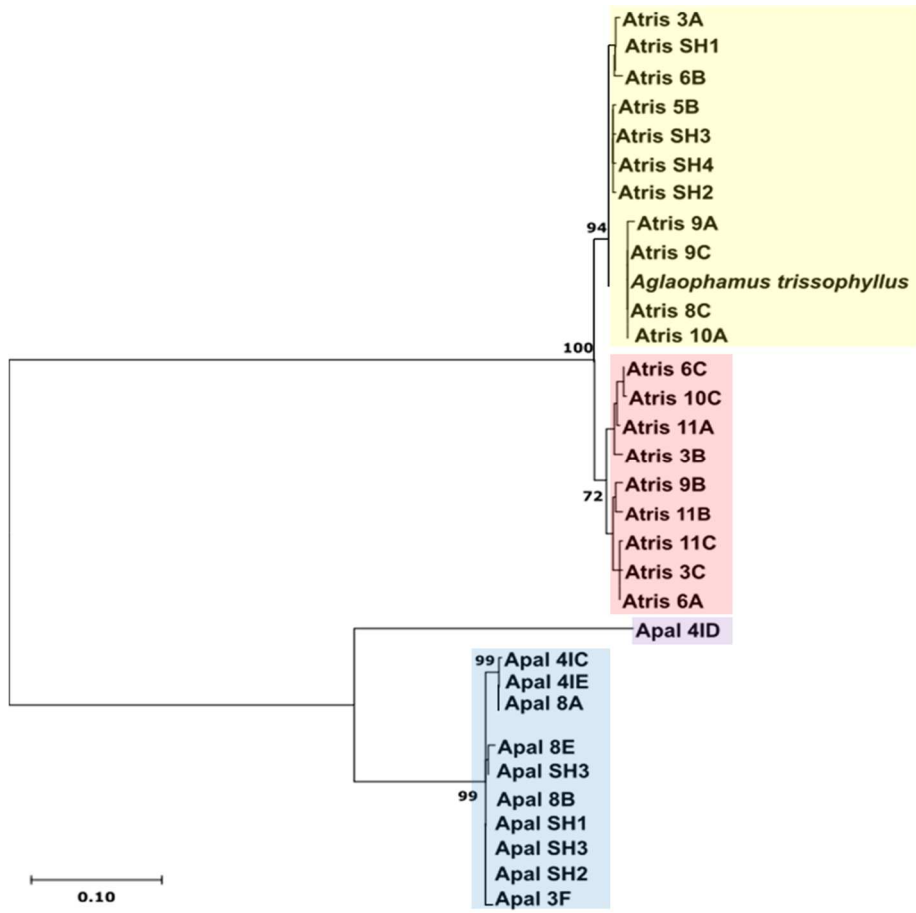 Atris 3A
Atris SH1
Atris 6B
Atris 5B
Atris SH3
Atris SH4
Atris SH2
94
Atris 9A
Atris 9C
Aglaophamus trissophyllus
Atris 8C
Atris 10A
100
Atris 6C
Atris 10C
Atris 11A
Atris 3B
Atris 9B
72
Atris 11B
Atris 11C
Atris 3C
Atris 6A
Apal 4ID
99
Apal 4IC
Apal 4IE
Apal 8A
Apal 8E
Apal SH3
99
Apal 8B
Apal SH1
Apal SH3
Apal SH2
Apal 3F
0.10